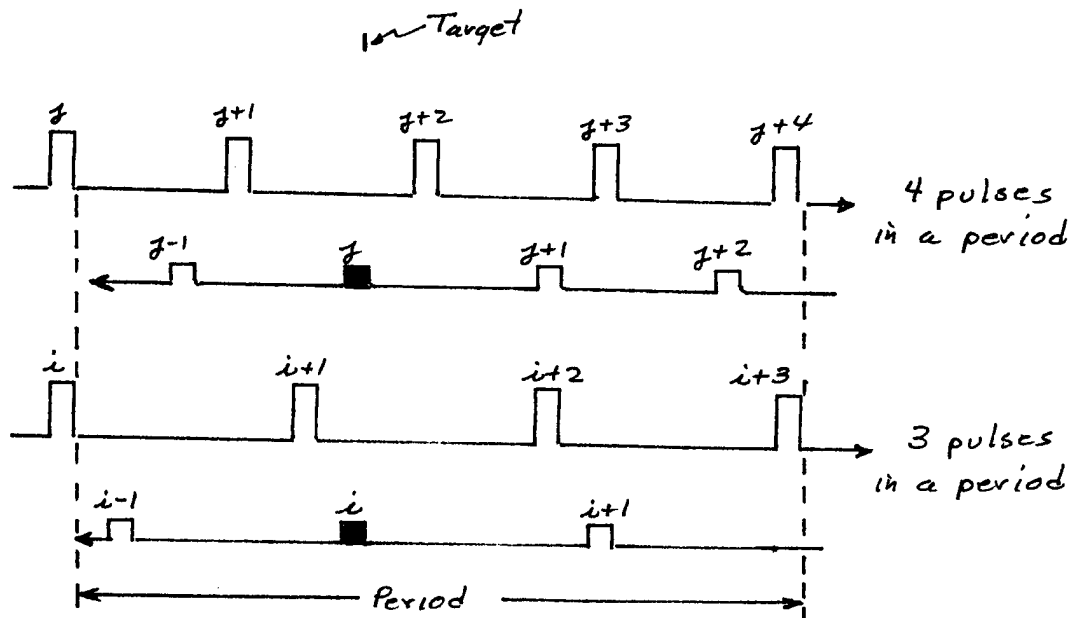 Target
j
j+1
j+2
j+3
j+4
4 pulses
in a period
j-1
j
j+1
j+2
i
i+1
i+2
i+3
3 pulses
in a period
i-1
i
i+1
Period